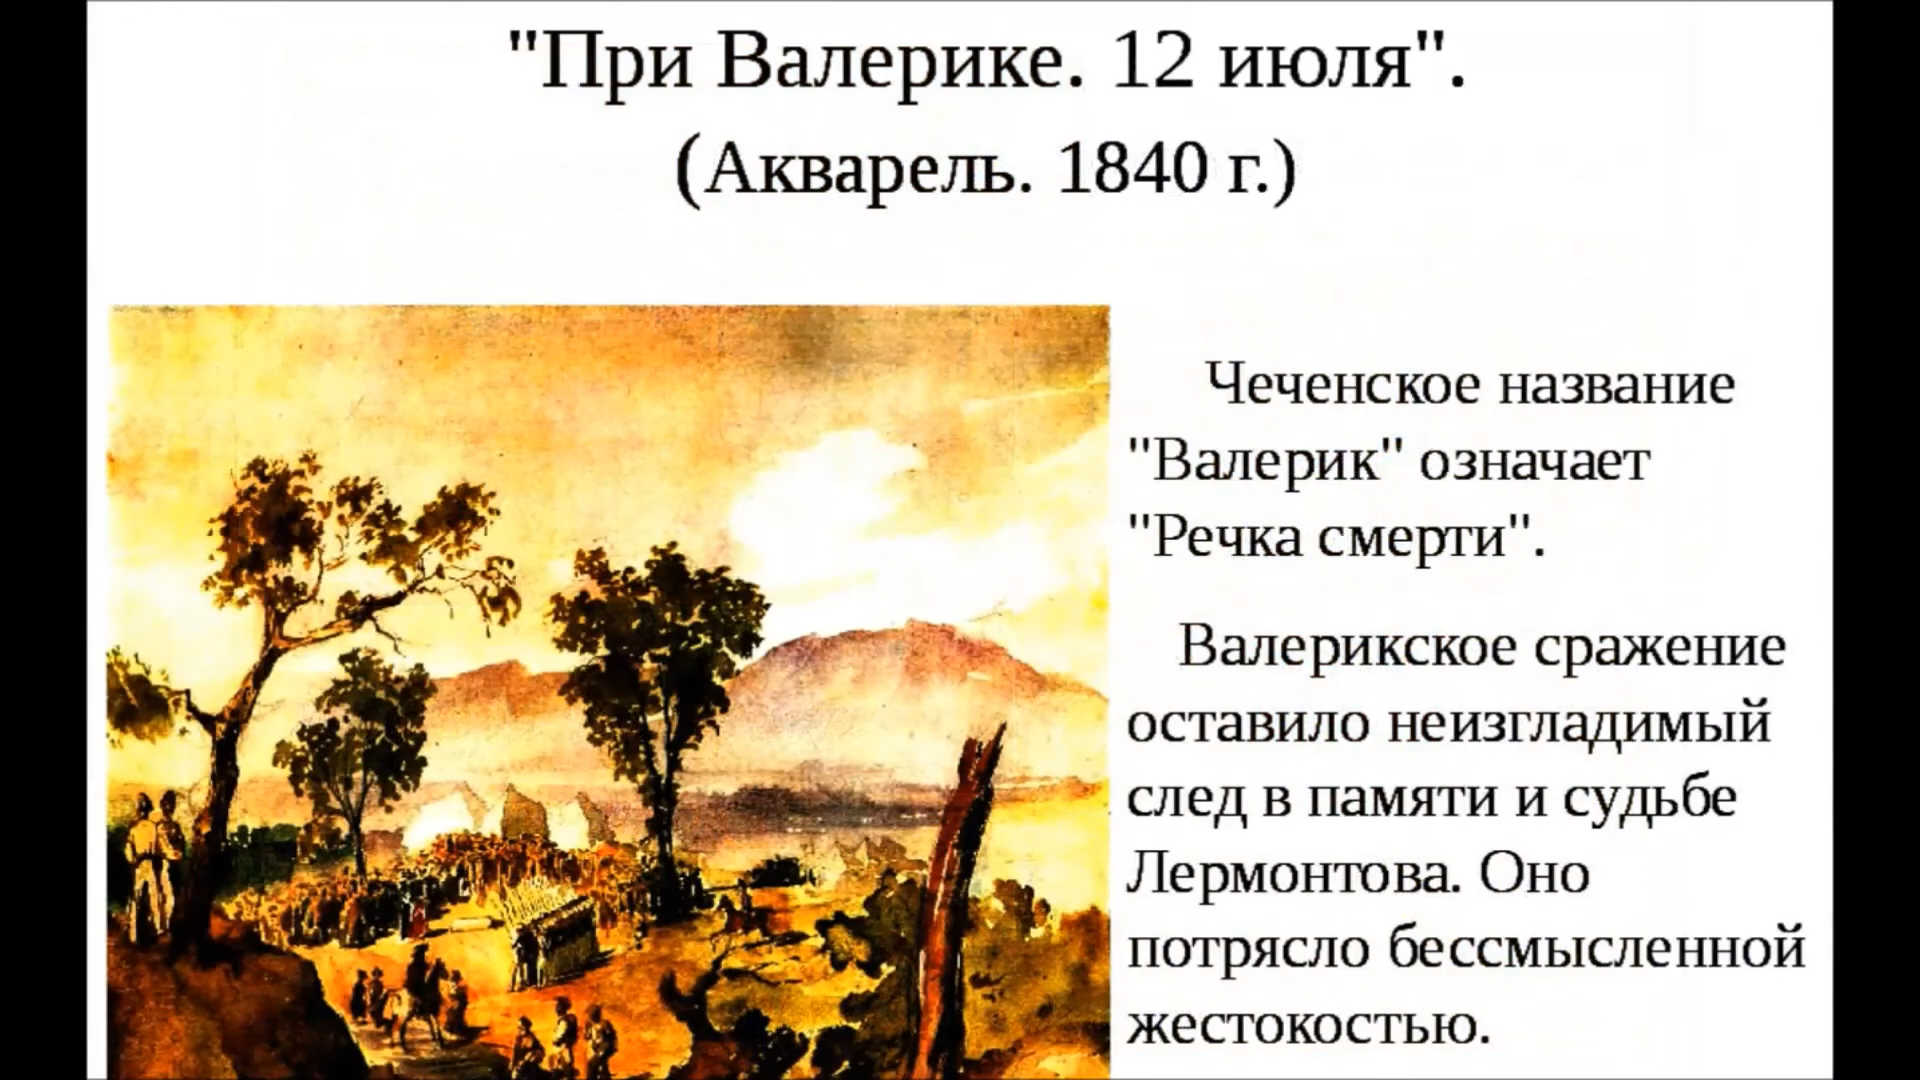 "При Валерике. 12 июля".
(Акварель. 1840 г.)
Чеченское название
"Валерик" означает
"Речка смерти".
Валерикское сражение
оставило неизгладимый
след в памяти и судьбе
Лермонтова. Оно
потрясло бессмысленной
жестокостью.